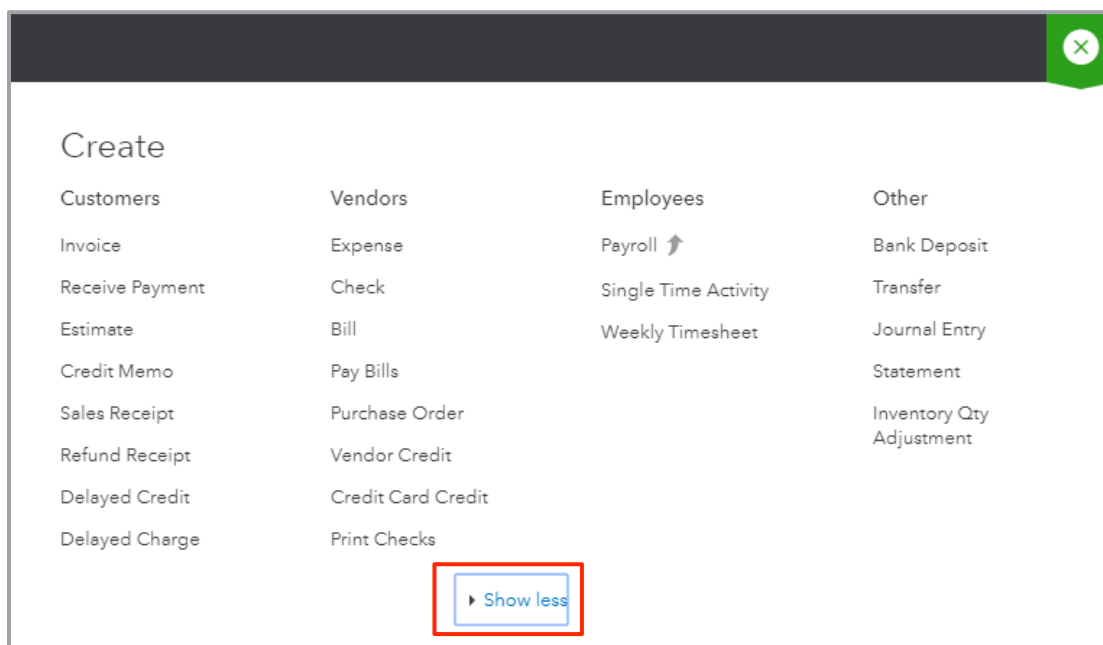 Create
Customers
Invoice
Receive Payment
Estimate
Credit Memo
Sales Receipt
Refund Receipt
Delayed Credit
Delayed Charge
Vendors
Expense
Check
Bill
Pay Bills
Purchase Order
Vendor Credit
Credit Card Credit
Print Checks
Employees
Payroll
Single Time Activity
Weekly Timesheet
Other
Bank Deposit
Transfer
Journal Entry
Statement
Inventory Qty
Adjustment
Show less